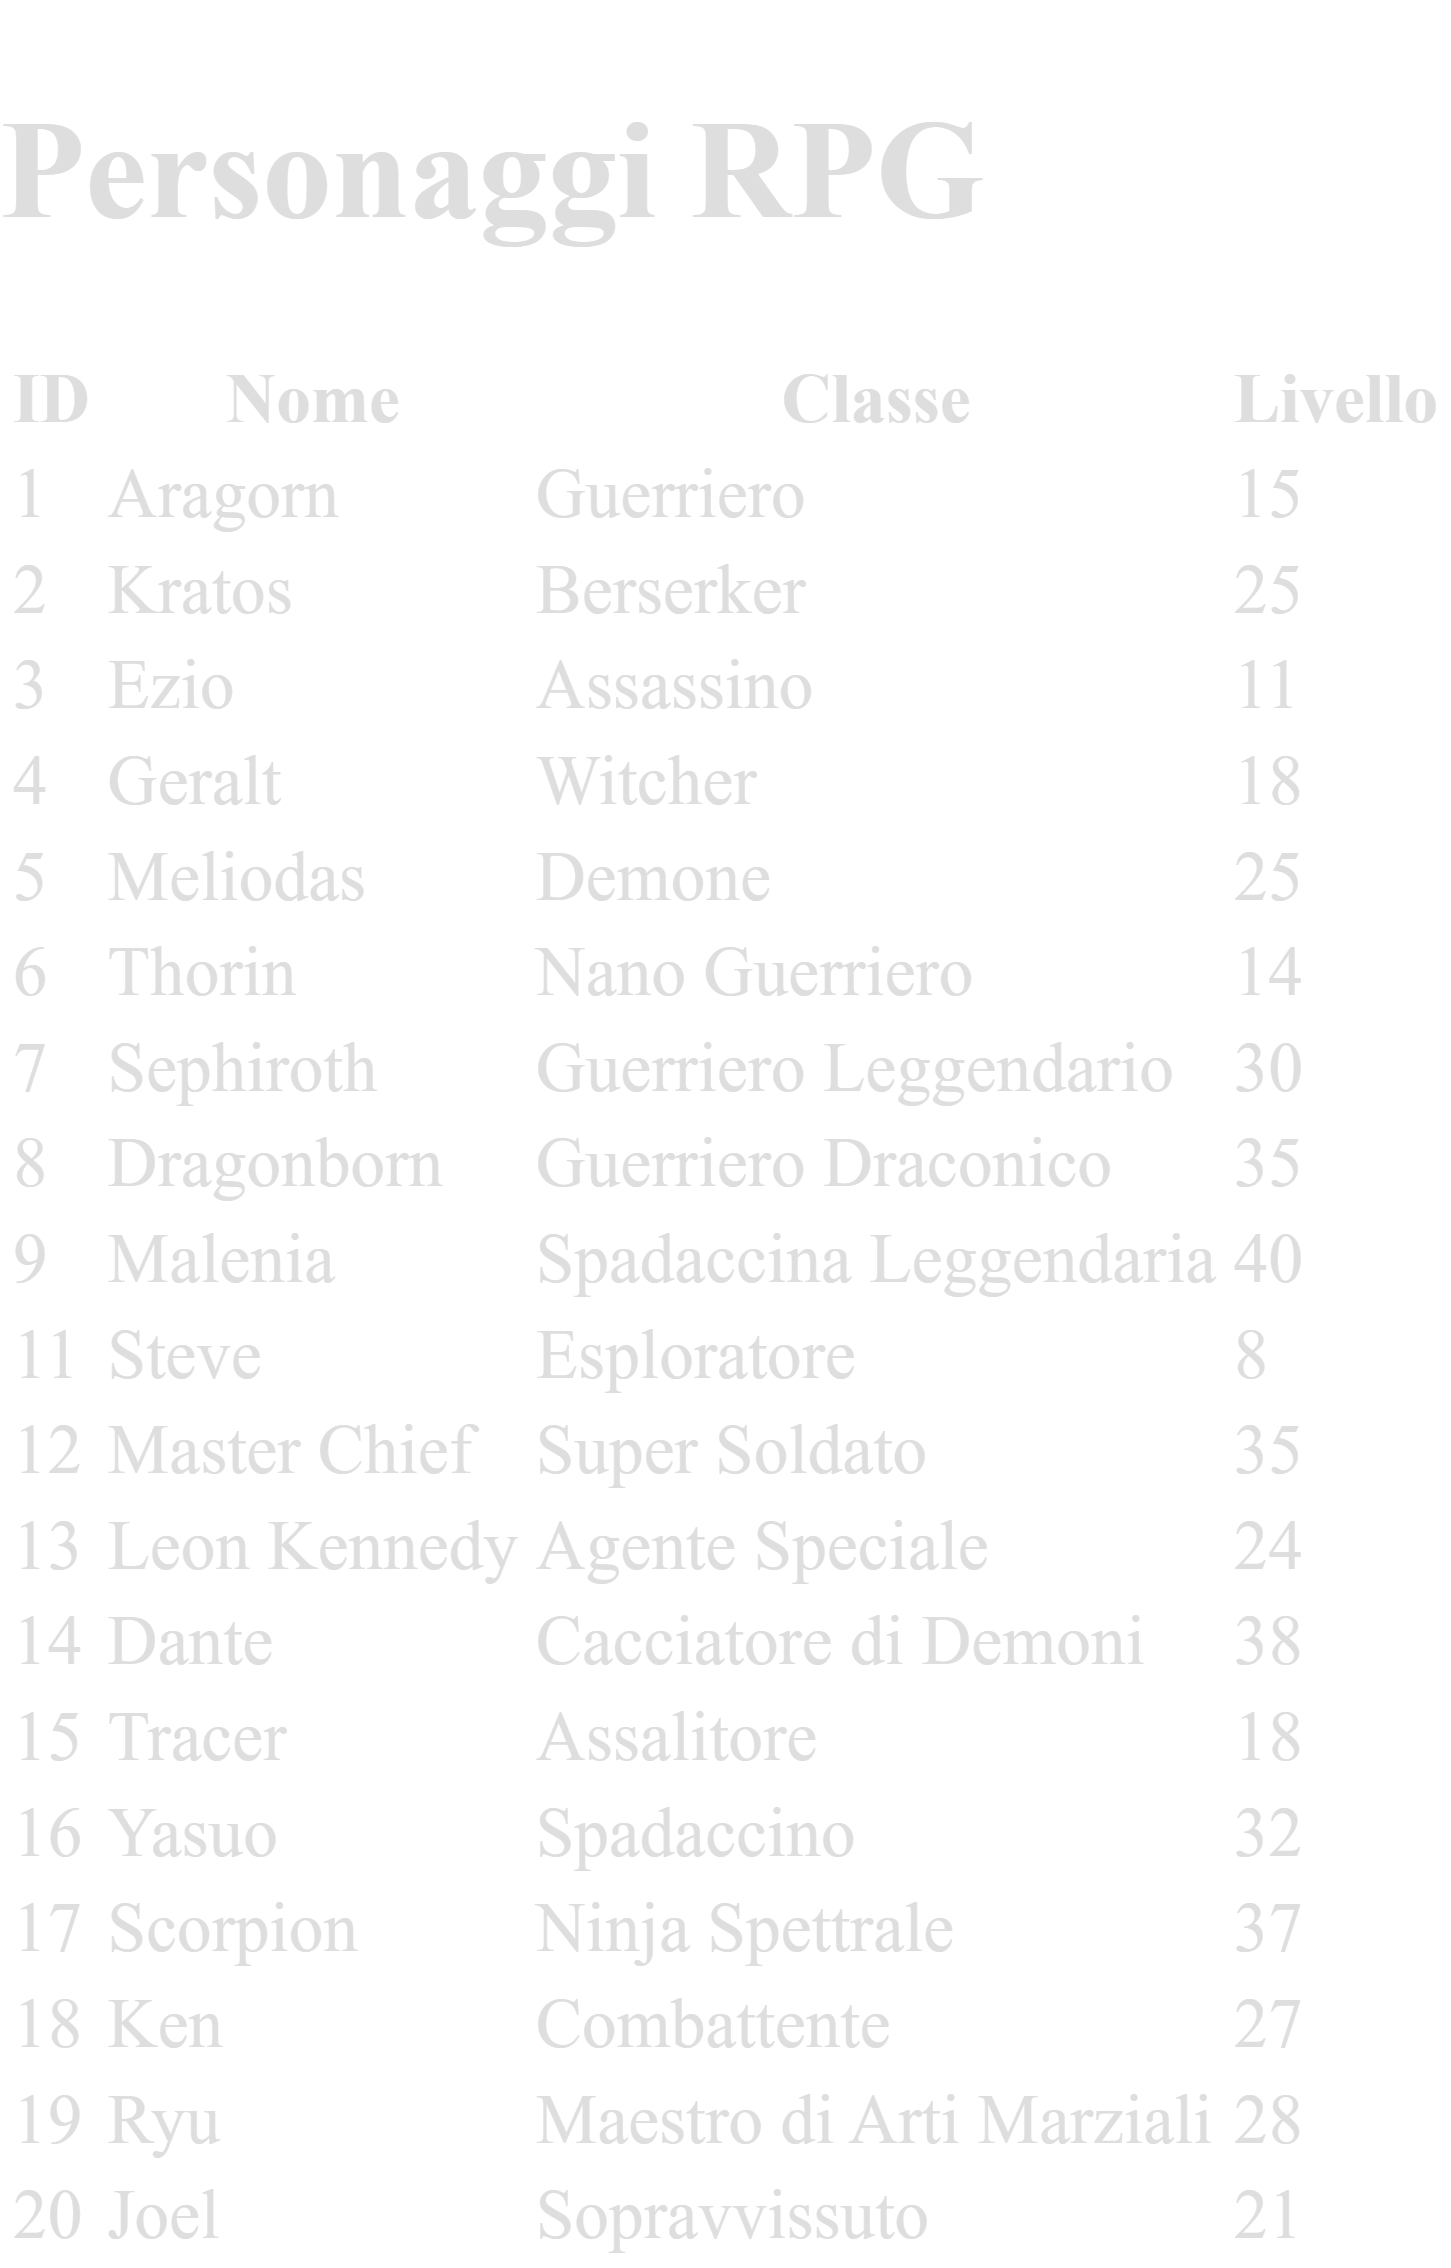 Personaggi RPG
ID Nome Classe Livello
1 Aragorn Guerriero 15
2 Kratos Berserker 25
3 Ezio Assassino 11
4 Geralt Witcher 18
5 Meliodas Demone 25
6 Thorin Nano Guerriero 14
7 Sephiroth Guerriero Leggendario 30
8 Dragonborn Guerriero Draconico 35
9 Malenia Spadaccina Leggendaria 40
11 Steve Esploratore 8
12 Master Chief Super Soldato 35
13 Leon Kennedy Agente Speciale 24
14 Dante Cacciatore di Demoni 38
15 Tracer Assalitore 18
16 Yasuo Spadaccino 32
17 Scorpion Ninja Spettrale 37
18 Ken Combattente 27
19 Ryu Maestro di Arti Marziali 28
20 Joel Sopravvissuto 21